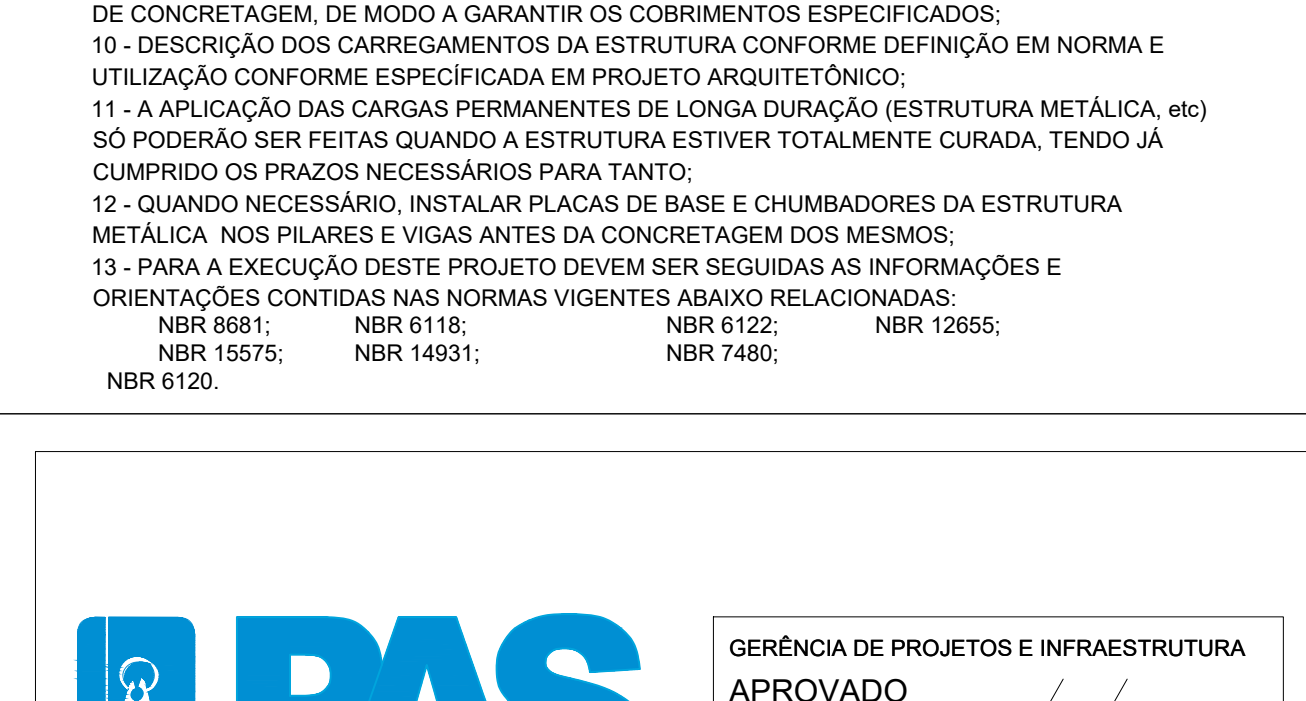 DE CONCRETAGEM, DE MODO A GARANTIR OS COBRIMENTOS ESPECIFICADOS;
10 - DESCRIÇÃO DOS CARREGAMENTOS DA ESTRUTURA CONFORME DEFINIÇÃO EM NORMA E
UTILIZAÇÃO CONFORME ESPECÍFICADA EM PROJETO ARQUITETÔNICO;
11 - A APLICAÇÃO DAS CARGAS PERMANENTES DE LONGA DURAÇÃO (ESTRUTURA METÁLICA, etc)
SÓ PODERÃO SER FEITAS QUANDO A ESTRUTURA ESTIVER TOTALMENTE CURADA, TENDO JÁ
CUMPRIDO OS PRAZOS NECESSÁRIOS PARA TANTO;
12 - QUANDO NECESSÁRIO, INSTALAR PLACAS DE BASE E CHUMBADORES DA ESTRUTURA
METÁLICA NOS PILARES E VIGAS ANTES DA CONCRETAGEM DOS MESMOS;
13 - PARA A EXECUÇÃO DESTE PROJETO DEVEM SER SEGUIDAS AS INFORMAÇÕES E
ORIENTAÇÕES CONTIDAS NAS NORMAS VIGENTES ABAIXO RELACIONADAS:
NBR 8681; NBR 6118; NBR 6122; NBR 12655;
NBR 15575; NBR 14931; NBR 7480;
NBR 6120.
PAS
GERÊNCIA DE PROJETOS E INFRAESTRUTURA
APROVADO / /